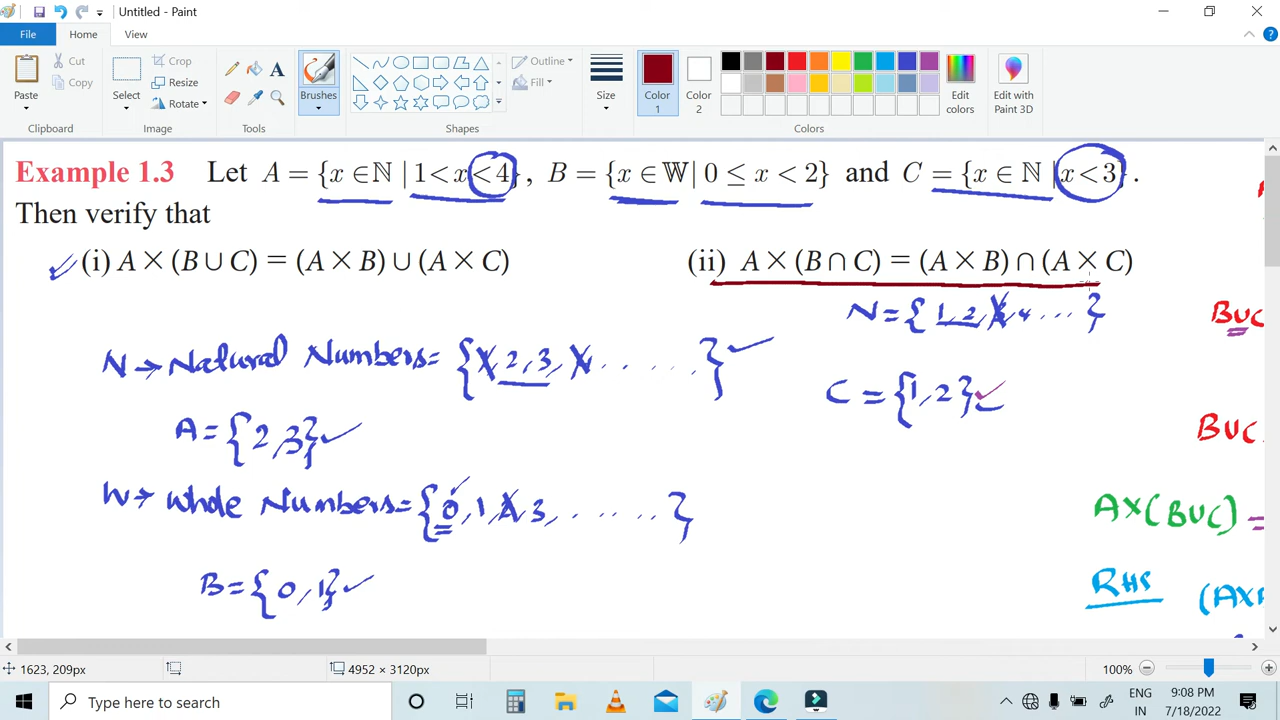 Untitled - Paint
File
Home
View
Paste
Cut
Copy
Clipboard
Select
Crop
Resize
Rotate
Image
Tools
Brushes
Shapes
Outline
Fill
Size
Color 1
Color 2
Edit colors
Edit with Paint 3D
Colors
Example 1.3 Let A = {x ∈ ℕ | 1 < x < 4}, B = {x ∈ 𝕎 | 0 ≤ x < 2} and C = {x ∈ ℕ | x < 3}.
Then verify that
(i) A × (B ∪ C) = (A × B) ∪ (A × C)
(ii) A × (B ∩ C) = (A × B) ∩ (A × C)
N = {1, 2, 3, 4 ....}
BUC
N → Natural Numbers = {1, 2, 3, 4 ......}
C = {1, 2}
A = {2, 3}
BUC
W → Whole Numbers = {0, 1, 2, 3, ......}
AX(BUC) =
B = {0, 1}
RHS
1623, 209px
4952 × 3120px
100%
Type here to search
ENG
IN
9:08 PM
7/18/2022